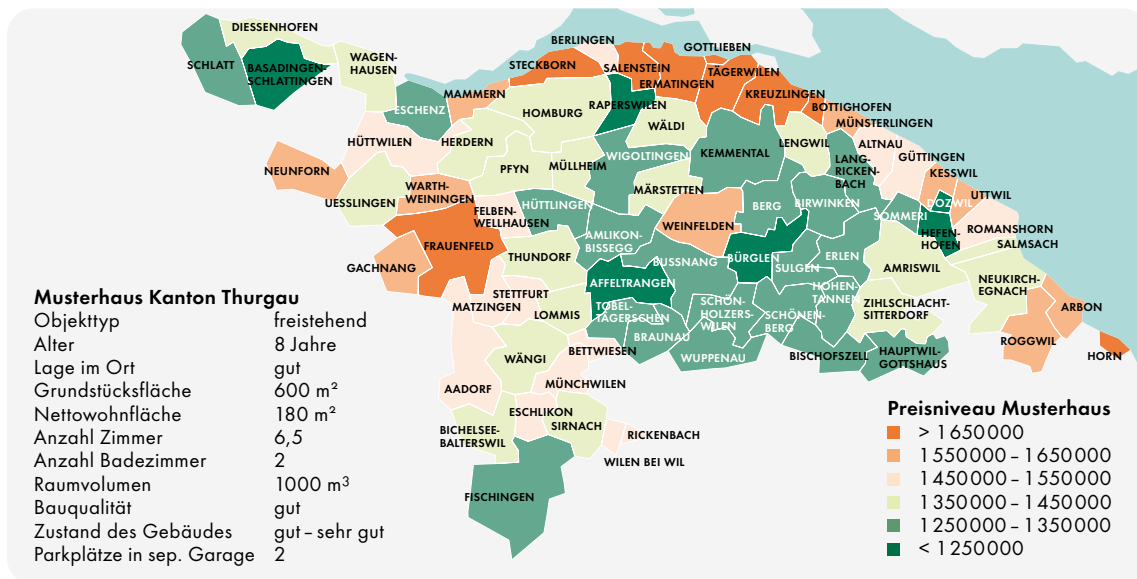 DIESSENHOFEN
SCHLATT
BASADINGEN-
SCHLATTINGEN
WAGEN-
HAUSEN
ESCHENZ
MAMMERN
STECKBORN
BERLINGEN
SALENSTEIN
GOTTLIEBEN
ERMATINGEN
TÄGERWILEN
KREUZLINGEN
BOTTIGHOFEN
MÜNSTERLINGEN
HOMBURG
RAPERSWILEN
WÄLDI
HÜTTWILEN
HERDERN
NEUNFORN
UESSLINGEN
WARTH-
WEININGEN
PFYN
MÜLLHEIM
WIGOLTINGEN
KEMMENTAL
LENGWIL
ALTNAU
LANG-
RICKEN-
BACH
GÜTTINGEN
KESSWIL
DOZWIL
UTTWIL
MÄRSTETTEN
FELBEN-
WELLHAUSEN
HÜTTLINGEN
BERG
BIRWINKEN
SOMMERI
HEFEN-
HOFEN
ROMANSHORN
SALMSACH
FRAUENFELD
GACHNANG
THUNDORF
AMLIKON-
BISSEGG
WEINFELDEN
BUSSNANG
BÜRGLEN
SULGEN
ERLEN
AMRISWIL
NEUKIRCH-
EGNACH
MATZINGEN
STETTFURT
LOMMIS
AFFELTRANGEN
TOBEL-
TÄGERSCHEN
BRAUNAU
SCHÖN-
HOLZERS-
WILEN
WUPPENAU
SCHÖNEN-
BERG
HOHEN-
TANNEN
ZIHLSCHLACHT-
SITTERDORF
BISCHOFSZELL
HAUPTWIL-
GOTTSHAUS
ARBON
ROGGWIL
HORN
WÄNGI
BETTWIESEN
AADORF
MÜNCHWILEN
BICHELSEE-
BALTERSWIL
ESCHLIKON
SIRNACH
RICKENBACH
WILEN BEI WIL
FISCHINGEN
Musterhaus Kanton Thurgau
Objekttyp freistehend
Alter 8 Jahre
Lage im Ort gut
Grundstücksfläche 600 m²
Nettowohnfläche 180 m²
Anzahl Zimmer 6,5
Anzahl Badezimmer 2
Raumvolumen 1000 m³
Bauqualität gut
Zustand des Gebäudes gut – sehr gut
Parkplätze in sep. Garage 2
Preisniveau Musterhaus
> 1 650 000
1 550 000 – 1 650 000
1 450 000 – 1 550 000
1 350 000 – 1 450 000
1 250 000 – 1 350 000
< 1 250 000